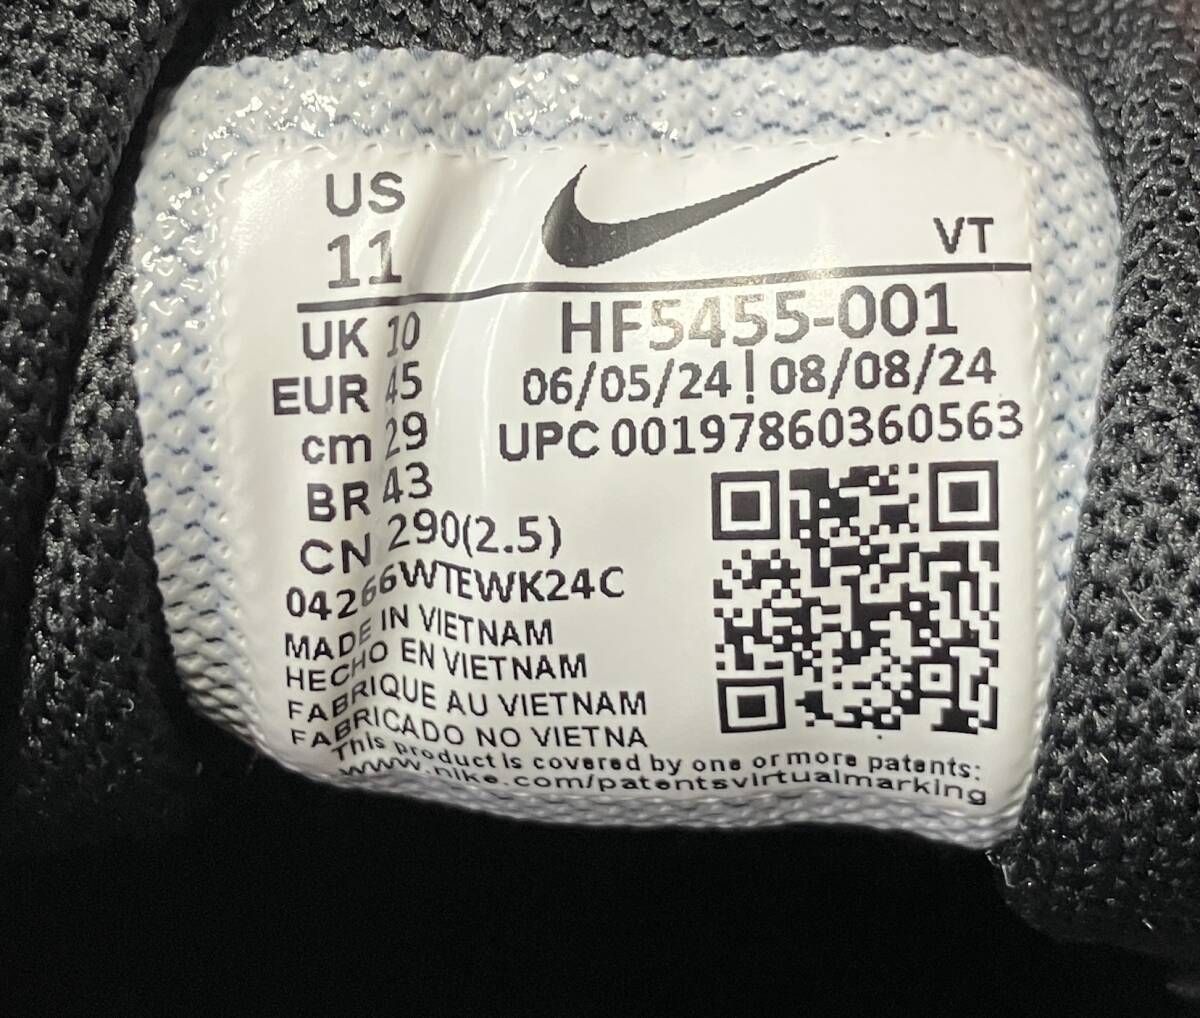 US
11
VT
UK 10
EUR 45
cm 29
BR 43
CN 290(2.5)
HF5455-001
06/05/24 ! 08/08/24
UPC 001978603605​63
04266WTEWK24C
MADE IN VIETNAM
HECHO EN VIETNAM
FABRIQUE AU VIETNAM
FABRICADO NO VIETNA
This product is covered by one or more patents:
www.nike.com/patentsvirtualmarking